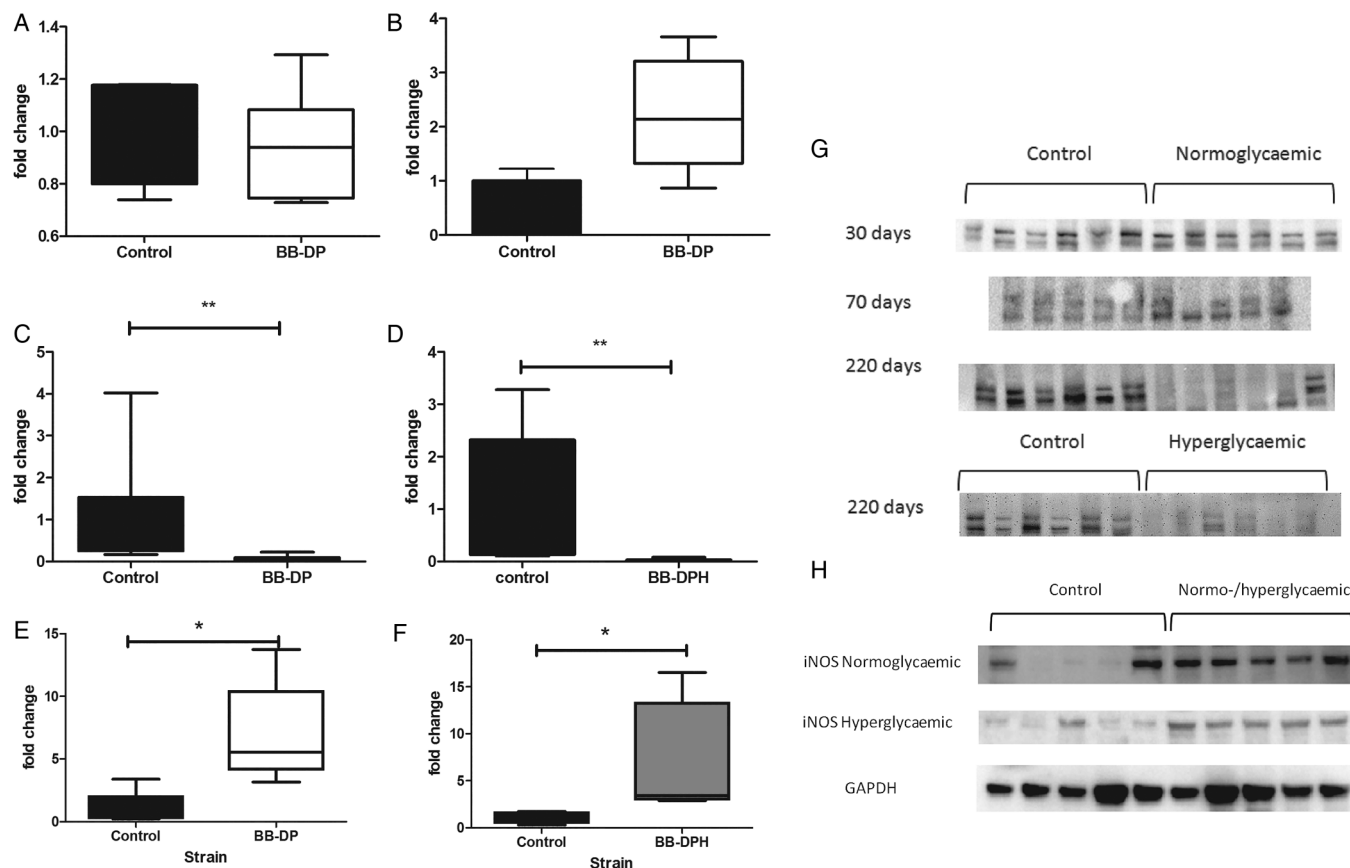 A
fold change
1.4
1.2
1.0
0.8
0.6
Control
BB-DP
B
fold change
4
3
2
1
0
Control
BB-DP
C
**
fold change
5
4
3
2
1
0
Control
BB-DP
D
**
fold change
4
3
2
1
0
control
BB-DPH
E
*
fold change
15
10
5
0
Control
BB-DP
Strain
F
*
fold change
20
15
10
5
0
Control
BB-DPH
Strain
G
Control
Normoglycaemic
30 days
70 days
220 days
Control
Hyperglycaemic
220 days
H
Control
Normo-/hyperglycaemic
iNOS Normoglycaemic
iNOS Hyperglycaemic
GAPDH